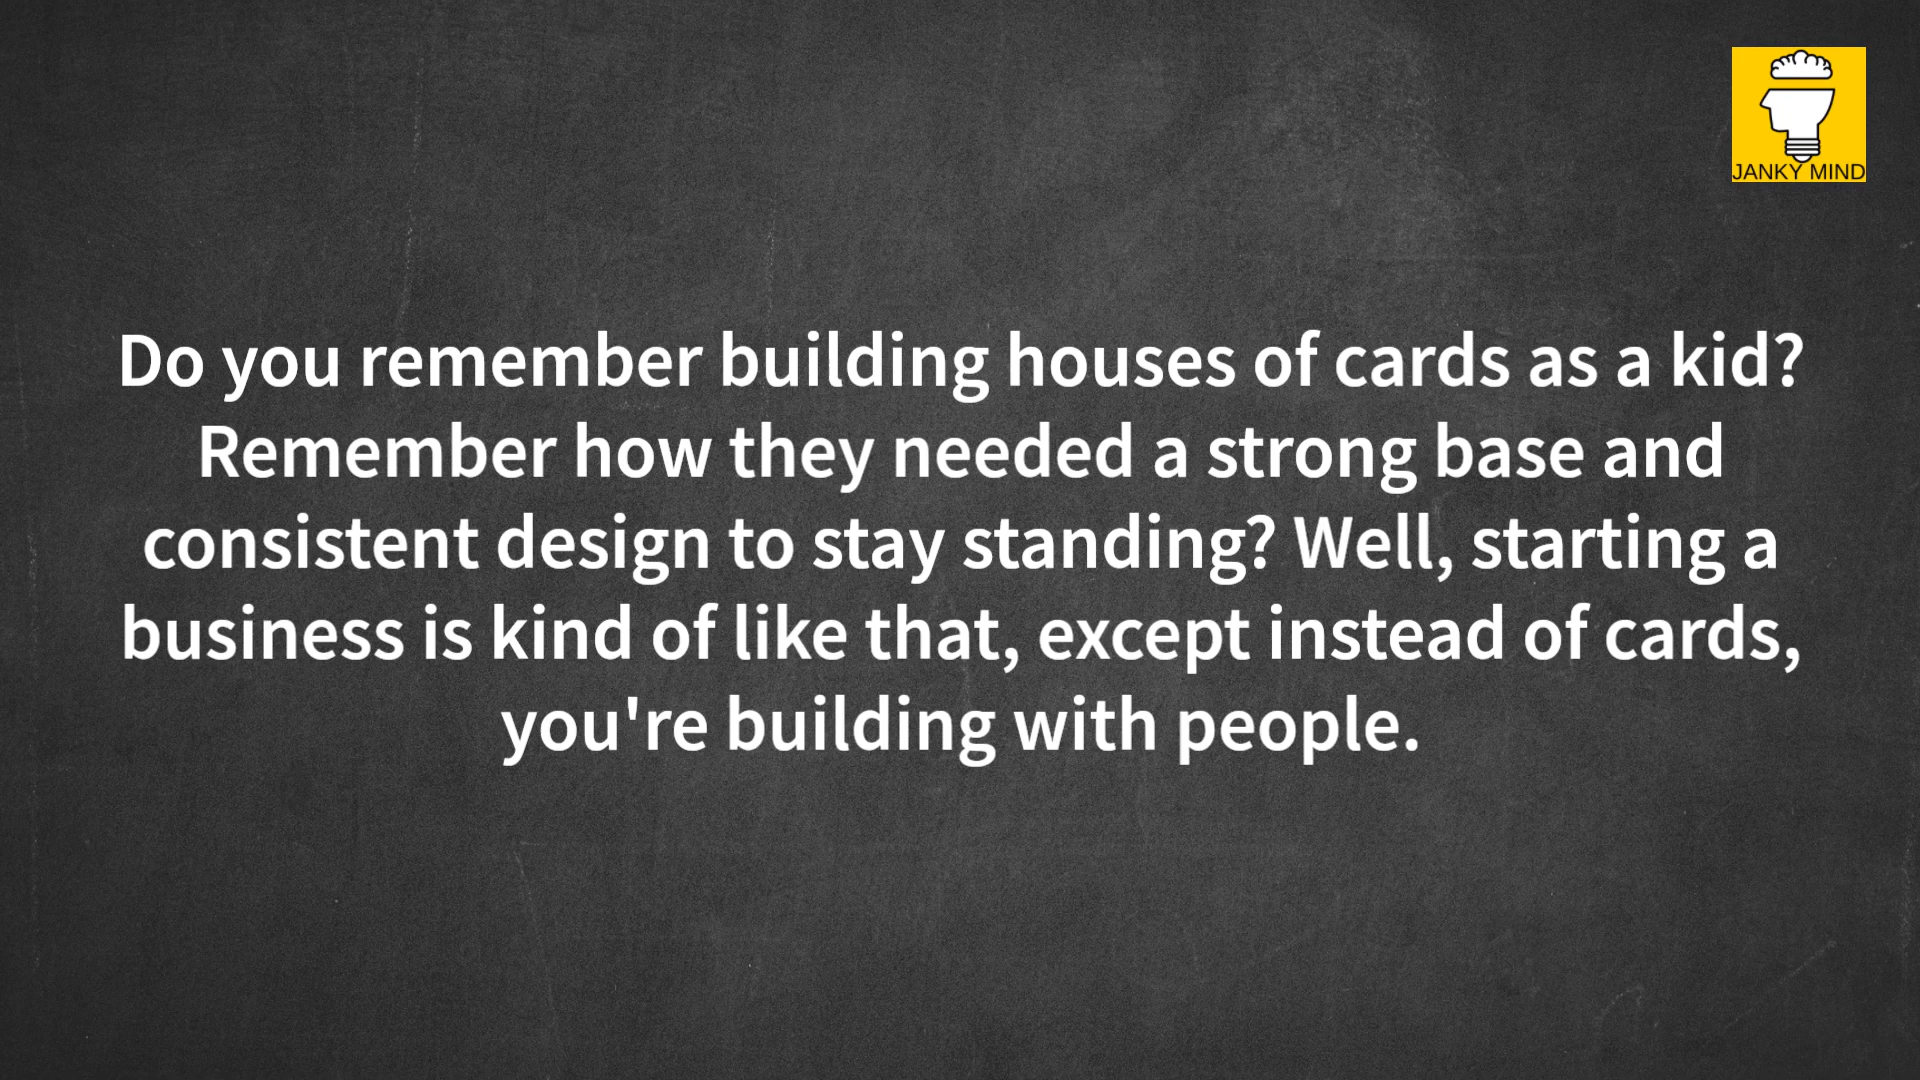 JANKY MIND
Do you remember building houses of cards as a kid?
Remember how they needed a strong base and
consistent design to stay standing? Well, starting a
business is kind of like that, except instead of cards,
you're building with people.